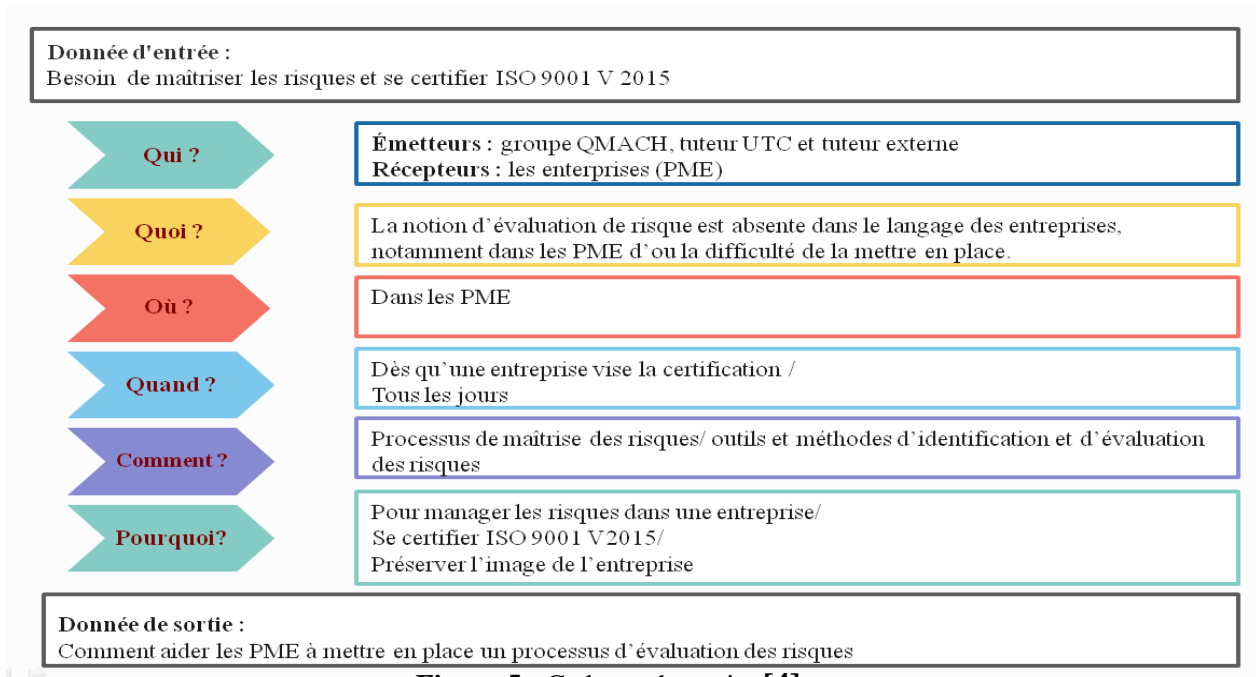 Donnée d'entrée :
Besoin de maîtriser les risques et se certifier ISO 9001 V 2015
Qui ?
Émetteurs : groupe QMACH, tuteur UTC et tuteur externe
Récepteurs : les enterprises (PME)
Quoi ?
La notion d'évaluation de risque est absente dans le langage des entreprises,
notamment dans les PME d'ou la difficulté de la mettre en place.
Où ?
Dans les PME
Quand ?
Dès qu'une entreprise vise la certification /
Tous les jours
Comment ?
Processus de maîtrise des risques/ outils et méthodes d'identification et d'évaluation
des risques
Pourquoi?
Pour manager les risques dans une entreprise/
Se certifier ISO 9001 V2015/
Préserver l'image de l'entreprise
Donnée de sortie :
Comment aider les PME à mettre en place un processus d'évaluation des risques